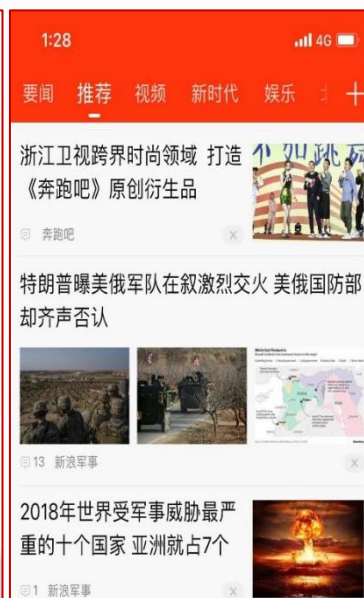 1:28
4G
要闻 推荐 视频 新时代 娱乐
浙江卫视跨界时尚领域 打造
《奔跑吧》原创衍生品
奔跑吧
特朗普曝美俄军队在叙激烈交火 美俄国防部
却齐声否认
13 新浪军事
2018年世界受军事威胁最严
重的十个国家 亚洲就占7个
1 新浪军事